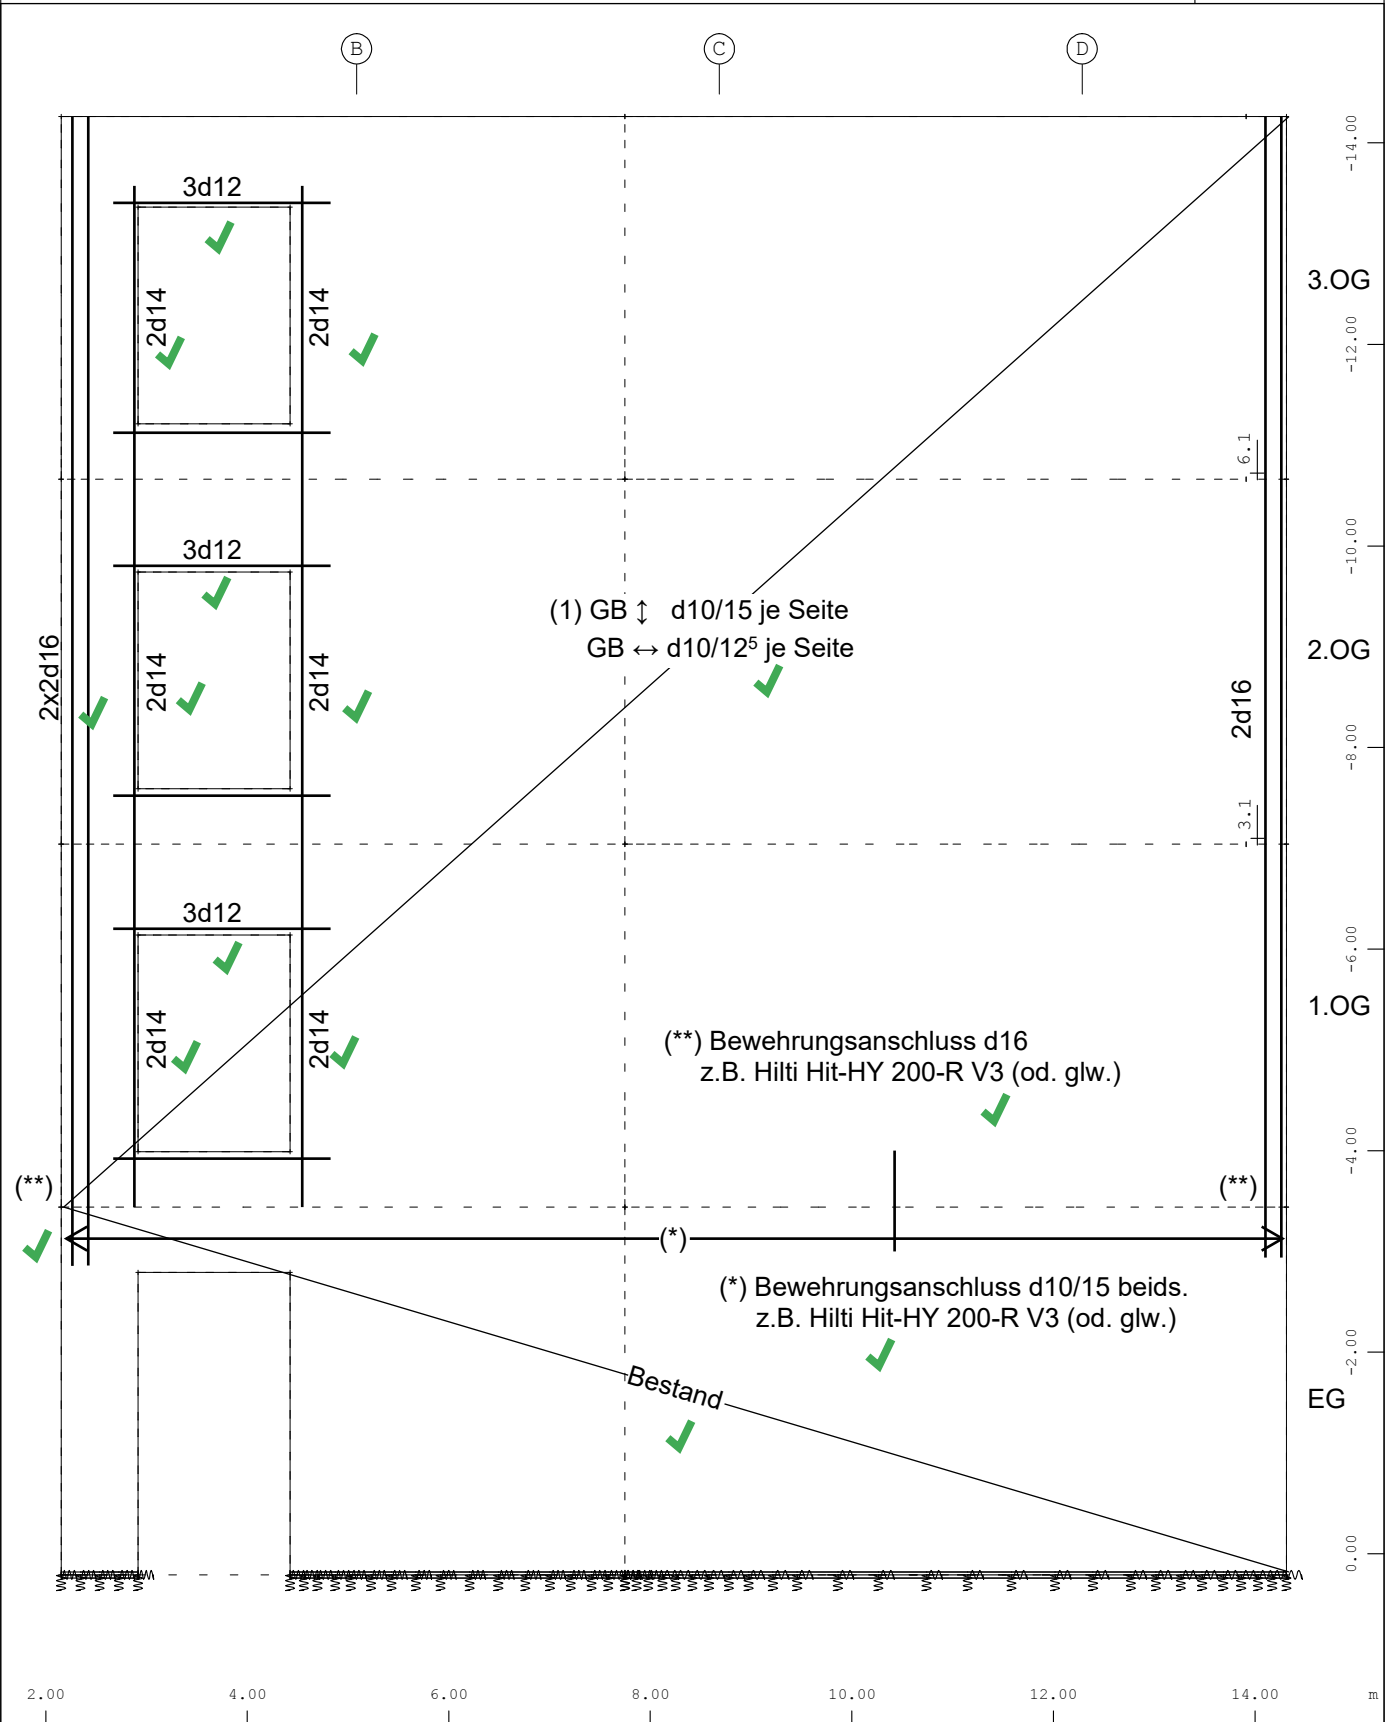 B
C
D
-14.00
3d12
3.OG
2d14
2d14
-12.00
6.1
-10.00
3d12
(1) GB ↕ d10/15 je Seite
GB ↔ d10/12⁵ je Seite
2.OG
2x2d16
2d14
2d14
2d16
-8.00
3.1
3d12
-6.00
1.OG
2d14
2d14
(**) Bewehrungsanschluss d16
z.B. Hilti Hit-HY 200-R V3 (od. glw.)
-4.00
(**)
(**)
(*)
(*) Bewehrungsanschluss d10/15 beids.
z.B. Hilti Hit-HY 200-R V3 (od. glw.)
-2.00
Bestand
EG
0.00
2.00
4.00
6.00
8.00
10.00
12.00
14.00
m